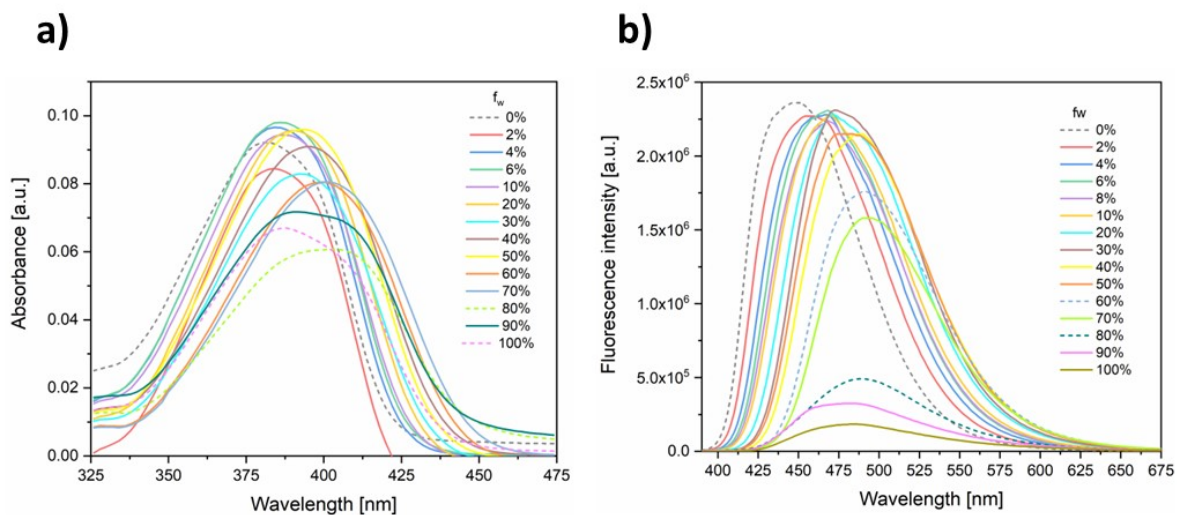 a)
b)
0.10
0.08
0.06
0.04
0.02
0.00
Absorbance [a.u.]
325 350 375 400 425 450 475
Wavelength [nm]
fw
0%
2%
4%
6%
10%
20%
30%
40%
50%
60%
70%
80%
90%
100%
2.5x10⁶
2.0x10⁶
1.5x10⁶
1.0x10⁶
5.0x10⁵
0.0
Fluorescence intensity [a.u.]
400 425 450 475 500 525 550 575 600 625 650 675
Wavelength [nm]
fw
0%
2%
4%
6%
8%
10%
20%
30%
40%
50%
60%
70%
80%
90%
100%